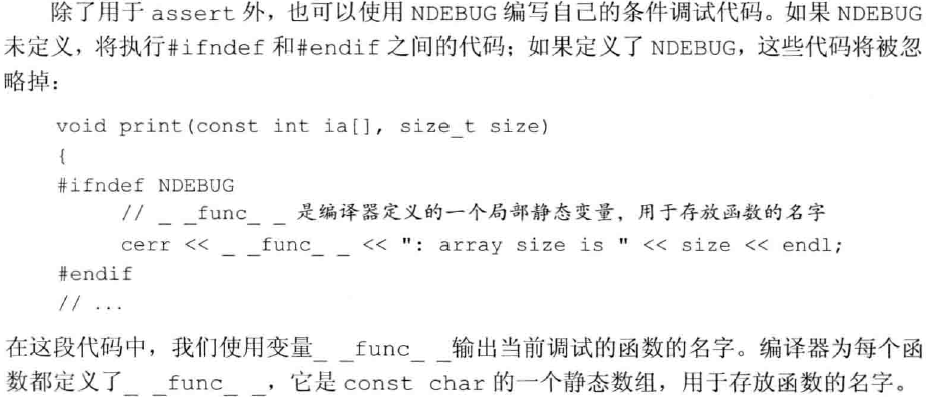 除了用于 assert 外，也可以使用 NDEBUG 编写自己的条件调试代码。如果 NDEBUG
未定义，将执行#ifndef 和#endif 之间的代码；如果定义了 NDEBUG，这些代码将被忽
略掉：
void print(const int ia[], size_t size)
{
#ifndef NDEBUG
// _ _func_ _ 是编译器定义的一个局部静态变量，用于存放函数的名字
cerr << _ _func_ _ << ": array size is " << size << endl;
#endif
// ...
在这段代码中，我们使用变量_ _func_ _输出当前调试的函数的名字。编译器为每个函
数都定义了_ _func_ _，它是 const char 的一个静态数组，用于存放函数的名字。